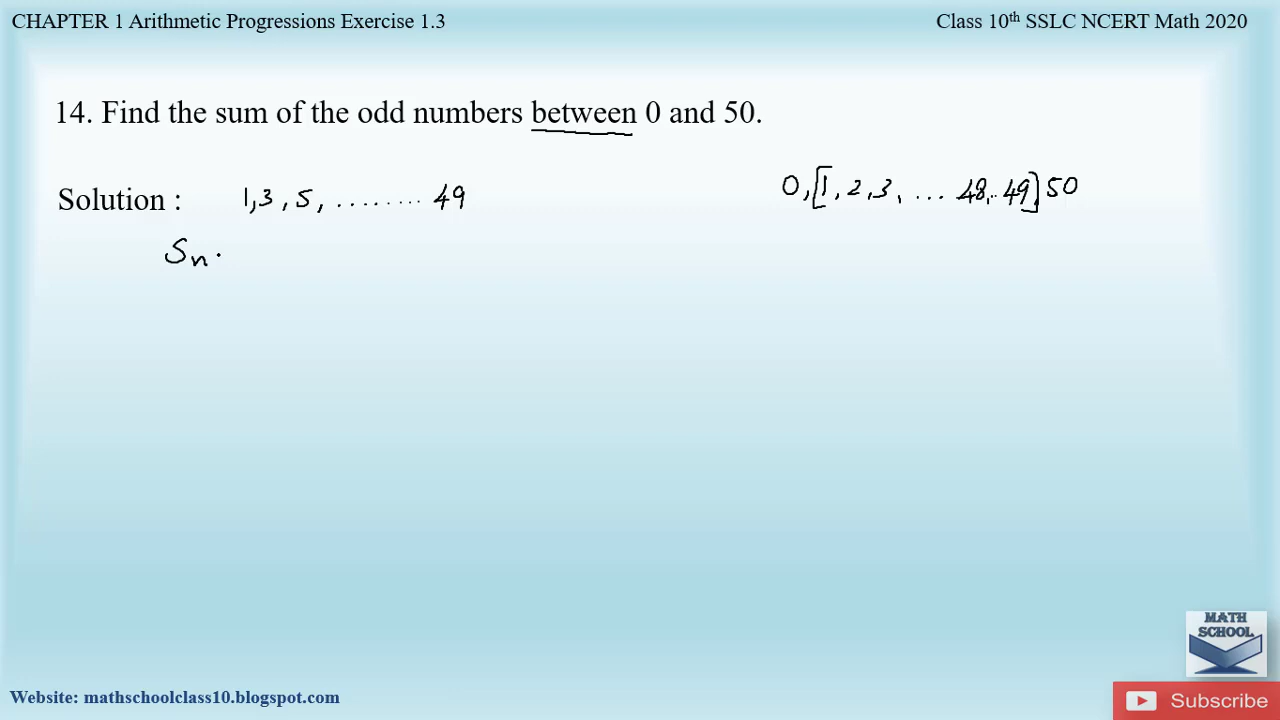 CHAPTER 1 Arithmetic Progressions Exercise 1.3
Class 10th SSLC NCERT Math 2020
14. Find the sum of the odd numbers between 0 and 50.
Solution : 1, 3, 5, ........ 49
0, [1, 2, 3, ... 48, 49] 50
Sn
MATH
SCHOOL
Website: mathschoolclass10.blogspot.com
Subscribe